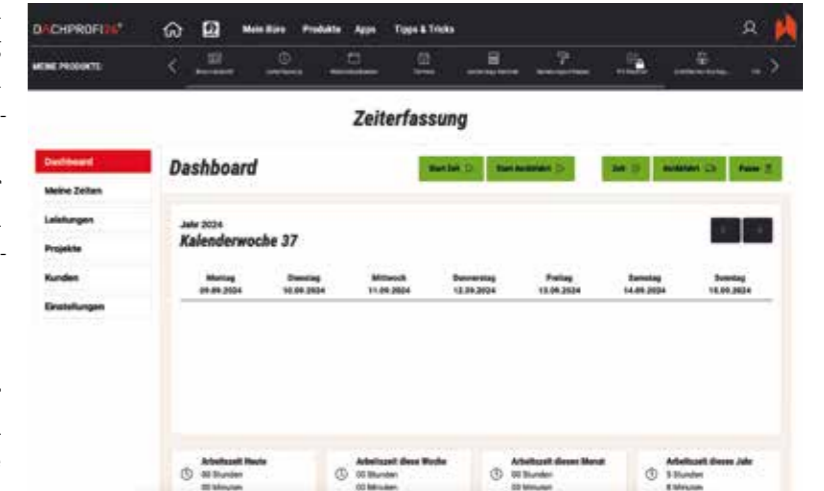 DACHPROFI24
Mein Büro Produkte Apps Tipps & Tricks
MEINE PRODUKTE:
Zeiterfassung
Dashboard
Meine Zeiten
Leistungen
Projekte
Kunden
Einstellungen
Dashboard
Start Zeit Start Anfahrt Zeit Anfahrt Pause
Jahr 2024
Kalenderwoche 37
Montag Dienstag Mittwoch Donnerstag Freitag Samstag Sonntag
09.09.2024 10.09.2024 11.09.2024 12.09.2024 13.09.2024 14.09.2024 15.09.2024
Arbeitszeit Heute Arbeitszeit diese Woche Arbeitszeit diesen Monat Arbeitszeit dieses Jahr
00 Stunden 00 Stunden 00 Stunden 5 Stunden
00 Minuten 00 Minuten 00 Minuten 8 Minuten